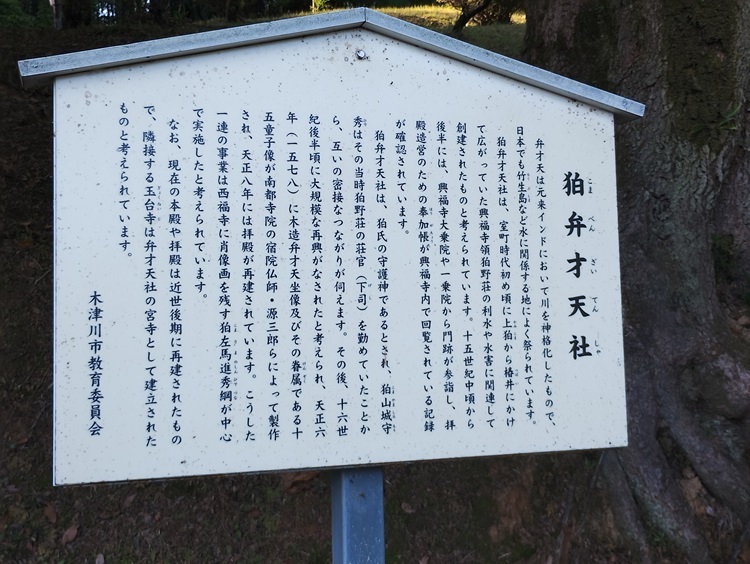 狛弁才天社
こまべんざいてんしゃ
弁才天は元来インドにおいて川を神格化したもので、
日本でも竹生島など水に関係する地によく祭られています。
狛弁才天社は、室町時代初め頃に上狛から椿井にかけ
て広がっていた興福寺領狛野荘の利水や水害に関連して
創建されたものと考えられています。十五世紀中頃から
後半には、興福寺大乗院や一乗院から門跡が参詣し、拝
殿造営のための奉加帳が興福寺内で回覧されている記録
が確認されています。
狛弁才天社は、狛氏の守護神であるとされ、狛山城守
秀はその当時狛野荘の荘官（下司）を勤めていたことか
ら、互いの密接なつながりが伺えます。その後、十六世
紀後半頃に大規模な再興がなされたと考えられ、天正六
年（一五七八）に木造弁才天坐像及びその眷属である十
五童子像が南都寺院の宿院仏師・源三郎らによって製作
され、天正八年には拝殿が再建されています。こうした
一連の事業は西福寺に肖像画を残す狛左馬進秀綱が中心
で実施したと考えられています。
なお、現在の本殿や拝殿は近世後期に再建されたもの
で、隣接する玉台寺は弁才天社の宮寺として建立された
ものと考えられています。
木津川市教育委員会